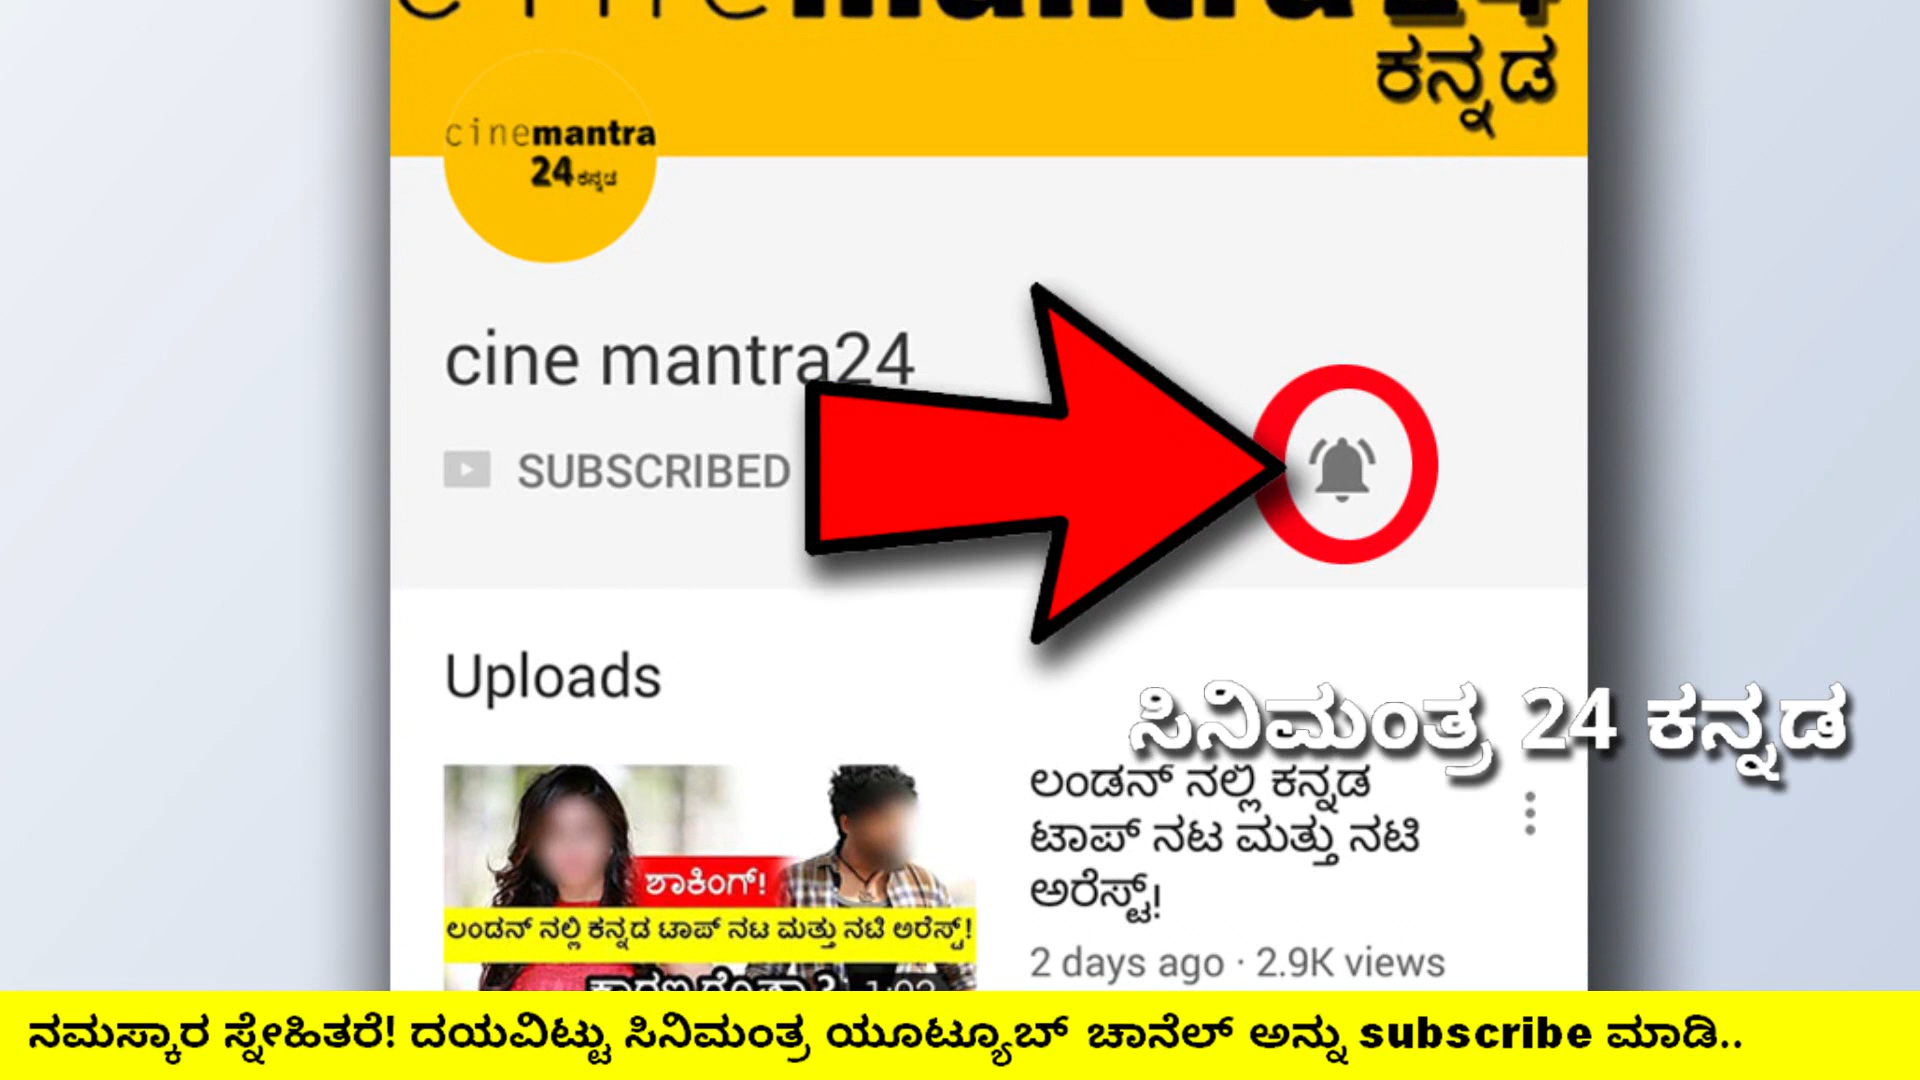 cinemantra24
ಕನ್ನಡ
cinemantra
24 ಕನ್ನಡ
cine mantra24
SUBSCRIBED
Uploads
ಸಿನಿಮಂತ್ರ 24 ಕನ್ನಡ
ಲಂಡನ್ ನಲ್ಲಿ ಕನ್ನಡ
ಟಾಪ್ ನಟ ಮತ್ತು ನಟಿ
ಅರೆಸ್ಟ್!
2 days ago · 2.9K views
ಶಾಕಿಂಗ್!
ಲಂಡನ್ ನಲ್ಲಿ ಕನ್ನಡ ಟಾಪ್ ನಟ ಮತ್ತು ನಟಿ ಅರೆಸ್ಟ್!
ನಮಸ್ಕಾರ ಸ್ನೇಹಿತರೆ! ದಯವಿಟ್ಟು ಸಿನಿಮಂತ್ರ ಯೂಟ್ಯೂಬ್ ಚಾನೆಲ್ ಅನ್ನು subscribe ಮಾಡಿ..